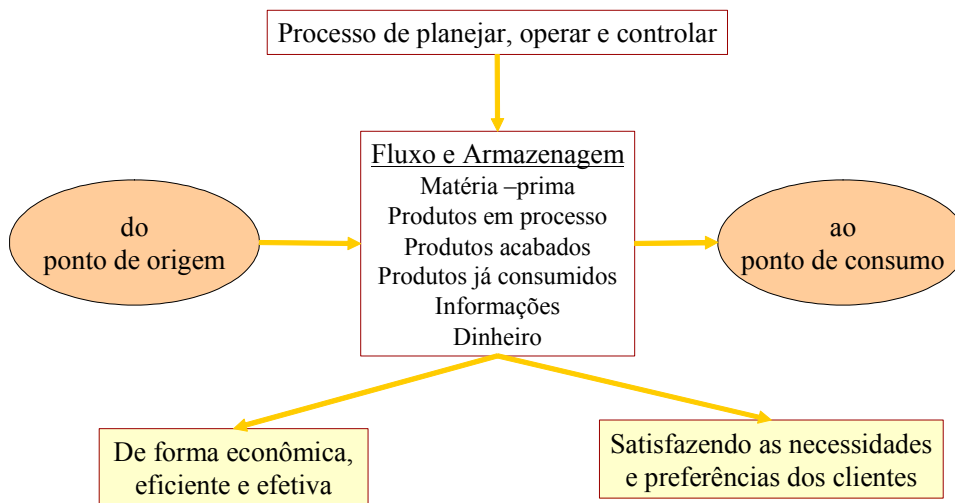 Processo de planejar, operar e controlar
Fluxo e Armazenagem
Matéria –prima
Produtos em processo
Produtos acabados
Produtos já consumidos
Informações
Dinheiro
do
ponto de origem
ao
ponto de consumo
De forma econômica,
eficiente e efetiva
Satisfazendo as necessidades
e preferências dos clientes